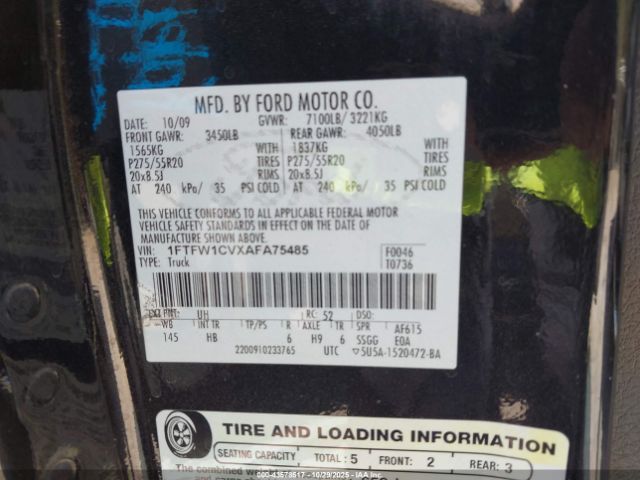 MFD. BY FORD MOTOR CO.
DATE: 10/09 GVWR: 7100LB/ 3221KG
FRONT GAWR: 3450LB REAR GAWR: 4050LB
1565KG WITH 1837KG WITH
P275/55R20 TIRES P275/55R20 TIRES
20x8.5J RIMS 20x8.5J RIMS
AT 240 kPa/ 35 PSI COLD AT 240 kPa/ 35 PSI COLD
THIS VEHICLE CONFORMS TO ALL APPLICABLE FEDERAL MOTOR
VEHICLE SAFETY STANDARDS IN EFFECT ON THE DATE OF
MANUFACTURE SHOWN ABOVE.
VIN: 1FTFW1CVXAFA75485 F0046
TYPE: Truck T0736
EXT PNT: UH RC: 52 DSO:
WB INT TR TP/PS R AXLE TR SPR AF615
145 HB 6 H9 6 SSGG E0A
2200910233765 UTC 5U5A-1520472-BA
TIRE AND LOADING INFORMATION
SEATING CAPACITY TOTAL: 5 FRONT: 2 REAR: 3
The combined
000-43578517 - 10/29/2025 - IAAI